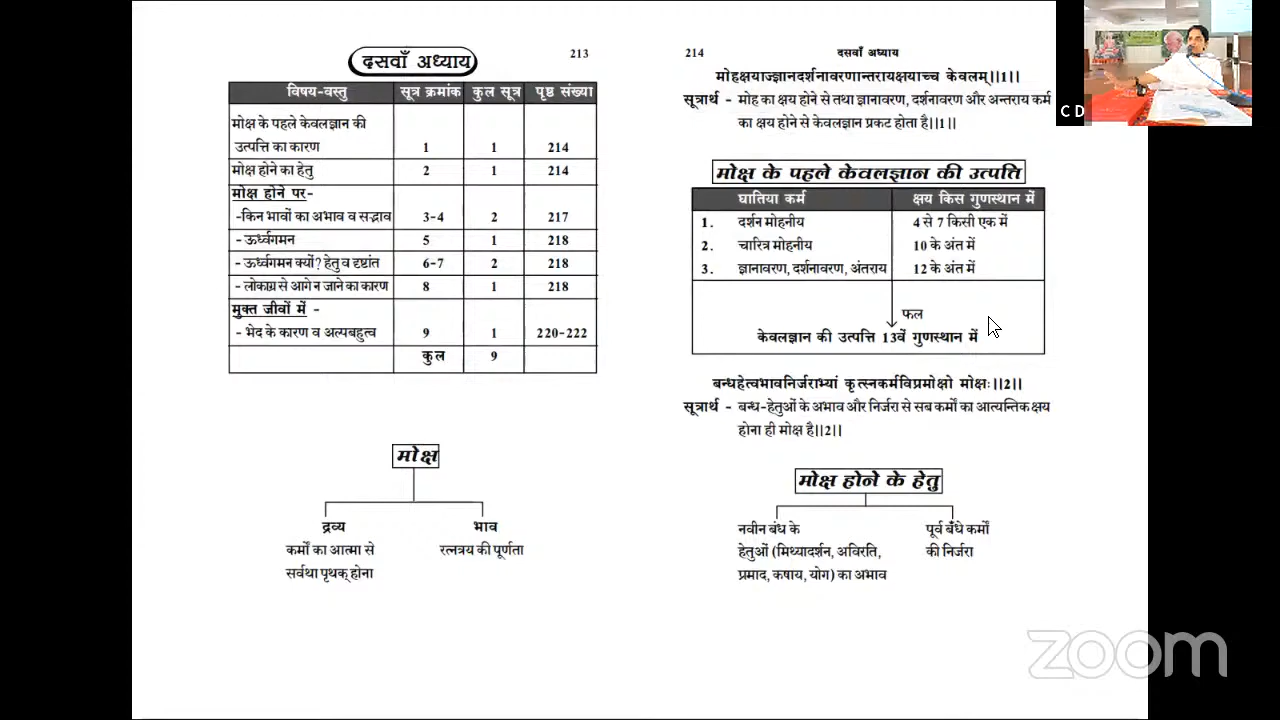 दसवाँ अध्याय
213
विषय-वस्तु सूत्र क्रमांक कुल सूत्र पृष्ठ संख्या
मोक्ष के पहले केवलज्ञान की
उत्पत्ति का कारण 1 1 214
मोक्ष होने का हेतु 2 1 214
मोक्ष होने पर-
-किन भावों का अभाव व सद्भाव 3-4 2 217
- ऊर्ध्वगमन 5 1 218
- ऊर्ध्वगमन क्यों? हेतु व दृष्टांत 6-7 2 218
- लोकाग्र से आगे न जाने का कारण 8 1 218
मुक्त जीवों में -
- भेद के कारण व अल्पबहुत्व 9 1 220-222
कुल 9
मोक्ष
द्रव्य भाव
कर्मों का आत्मा से रत्नत्रय की पूर्णता
सर्वथा पृथक् होना
214 दसवाँ अध्याय
मोहक्षयाज्ज्ञानदर्शनावरणान्तरायक्षयाच्च केवलम्।।1।।
सूत्रार्थ - मोह का क्षय होने से तथा ज्ञानावरण, दर्शनावरण और अन्तराय कर्म
का क्षय होने से केवलज्ञान प्रकट होता है।।1।।
मोक्ष के पहले केवलज्ञान की उत्पत्ति
घातिया कर्म क्षय किस गुणस्थान में
1. दर्शन मोहनीय 4 से 7 किसी एक में
2. चारित्र मोहनीय 10 के अंत में
3. ज्ञानावरण, दर्शनावरण, अंतराय 12 के अंत में
फल
केवलज्ञान की उत्पत्ति 13वें गुणस्थान में
बन्धहेत्वभावनिर्जराभ्यां कृत्स्नकर्मविप्रमोक्षो मोक्षः।।2।।
सूत्रार्थ - बन्ध-हेतुओं के अभाव और निर्जरा से सब कर्मों का आत्यन्तिक क्षय
होना ही मोक्ष है।।2।।
मोक्ष होने के हेतु
नवीन बंध के पूर्व बँधे कर्मों
हेतुओं (मिथ्यादर्शन, अविरति, की निर्जरा
प्रमाद, कषाय, योग) का अभाव
C D
zoom